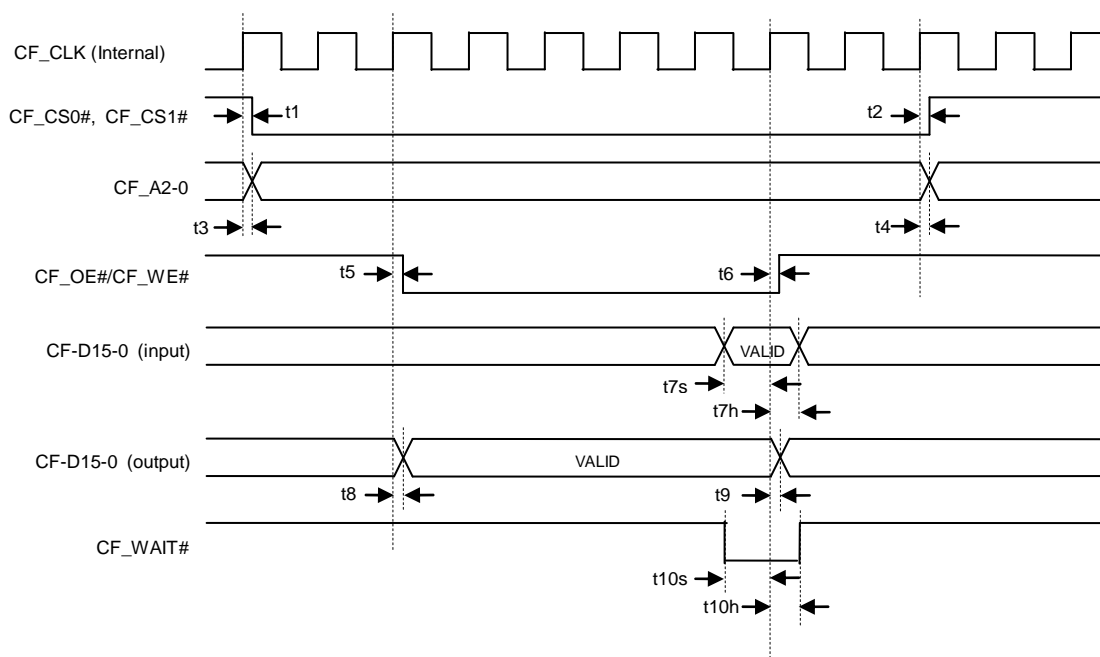 CF_CLK (Internal)
CF_CS0#, CF_CS1#
t1
t2
CF_A2-0
t3
t4
CF_OE#/CF_WE#
t5
t6
CF-D15-0 (input)
VALID
t7s
t7h
CF-D15-0 (output)
VALID
t8
t9
CF_WAIT#
t10s
t10h